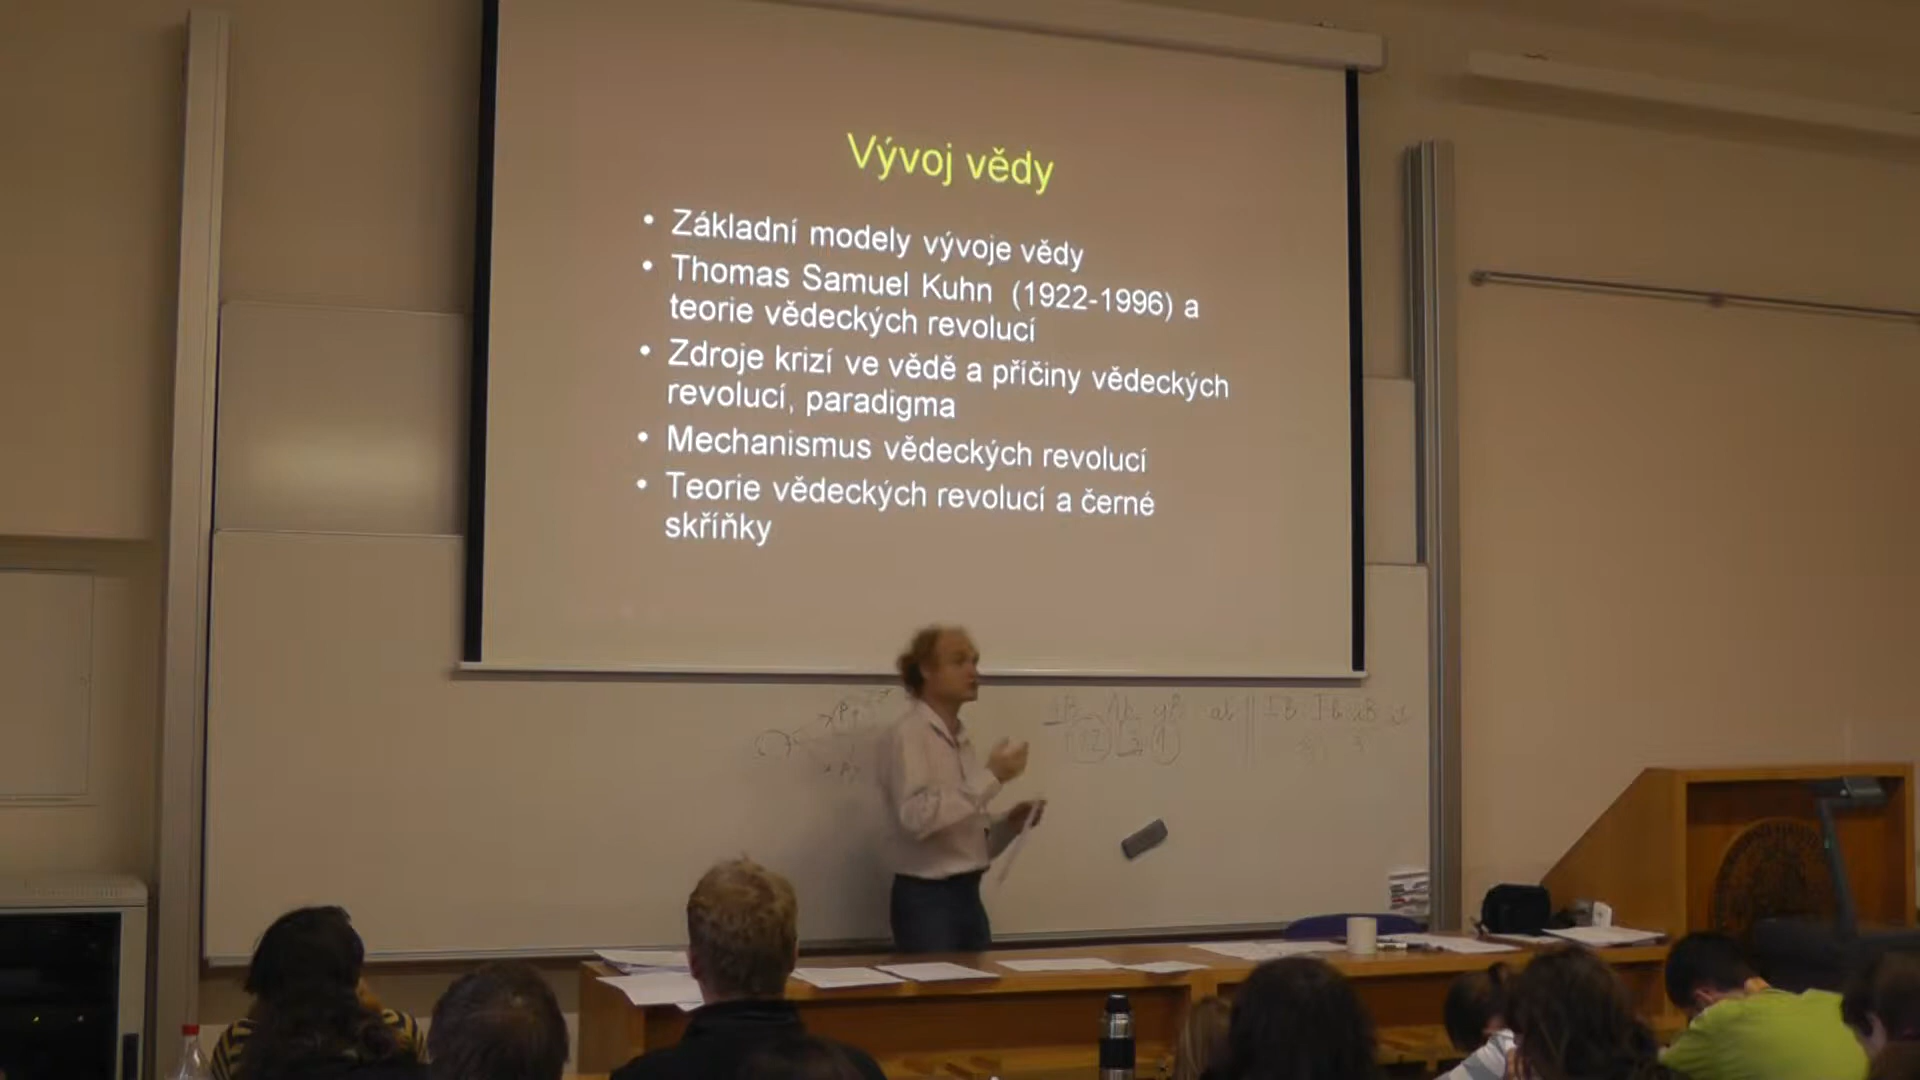 Vývoj vědy
• Základní modely vývoje vědy
• Thomas Samuel Kuhn (1922-1996) a
teorie vědeckých revolucí
• Zdroje krizí ve vědě a příčiny vědeckých
revolucí, paradigma
• Mechanismus vědeckých revolucí
• Teorie vědeckých revolucí a černé
skříňky